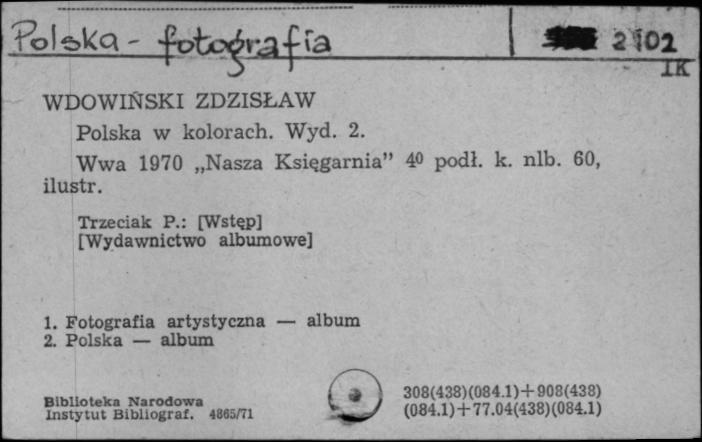 Polska - fotografia 2102
IK
WDOWIŃSKI ZDZISŁAW
Polska w kolorach. Wyd. 2.
Wwa 1970 „Nasza Księgarnia” 4⁰ podł. k. nlb. 60,
ilustr.
Trzeciak P.: [Wstęp]
[Wydawnictwo albumowe]
1. Fotografia artystyczna — album
2. Polska — album
Biblioteka Narodowa
Instytut Bibliograf. 4865/71
308(438)(084.1)+908(438)
(084.1)+77.04(438)(084.1)